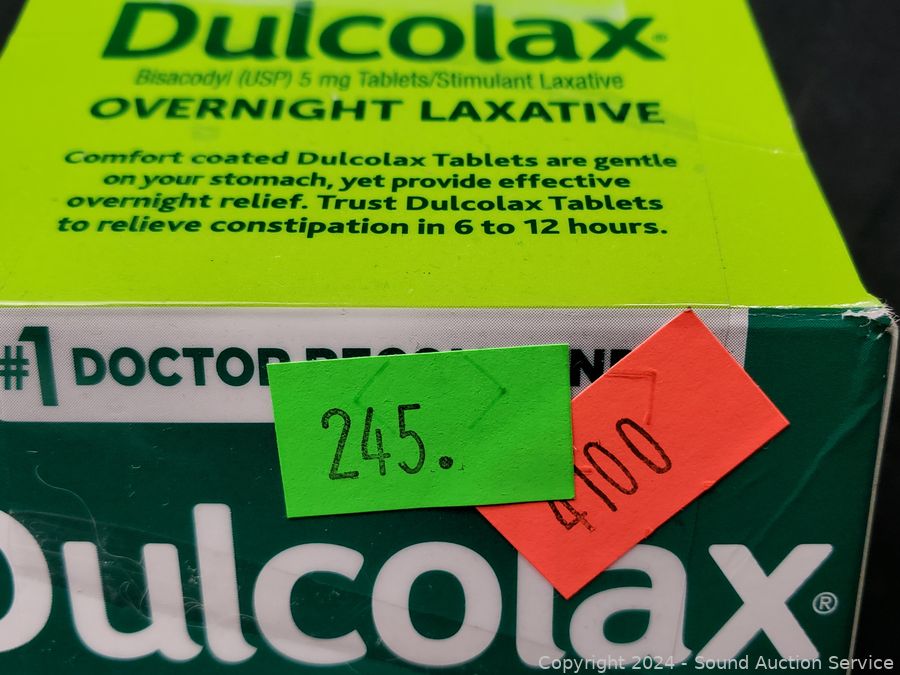 Dulcolax®
Bisacodyl (USP) 5 mg Tablets/Stimulant Laxative
OVERNIGHT LAXATIVE
Comfort coated Dulcolax Tablets are gentle
on your stomach, yet provide effective
overnight relief. Trust Dulcolax Tablets
to relieve constipation in 6 to 12 hours.
#1 DOCTOR
245.
4100
Dulcolax®
Copyright © 2024 - Sound Auction Service